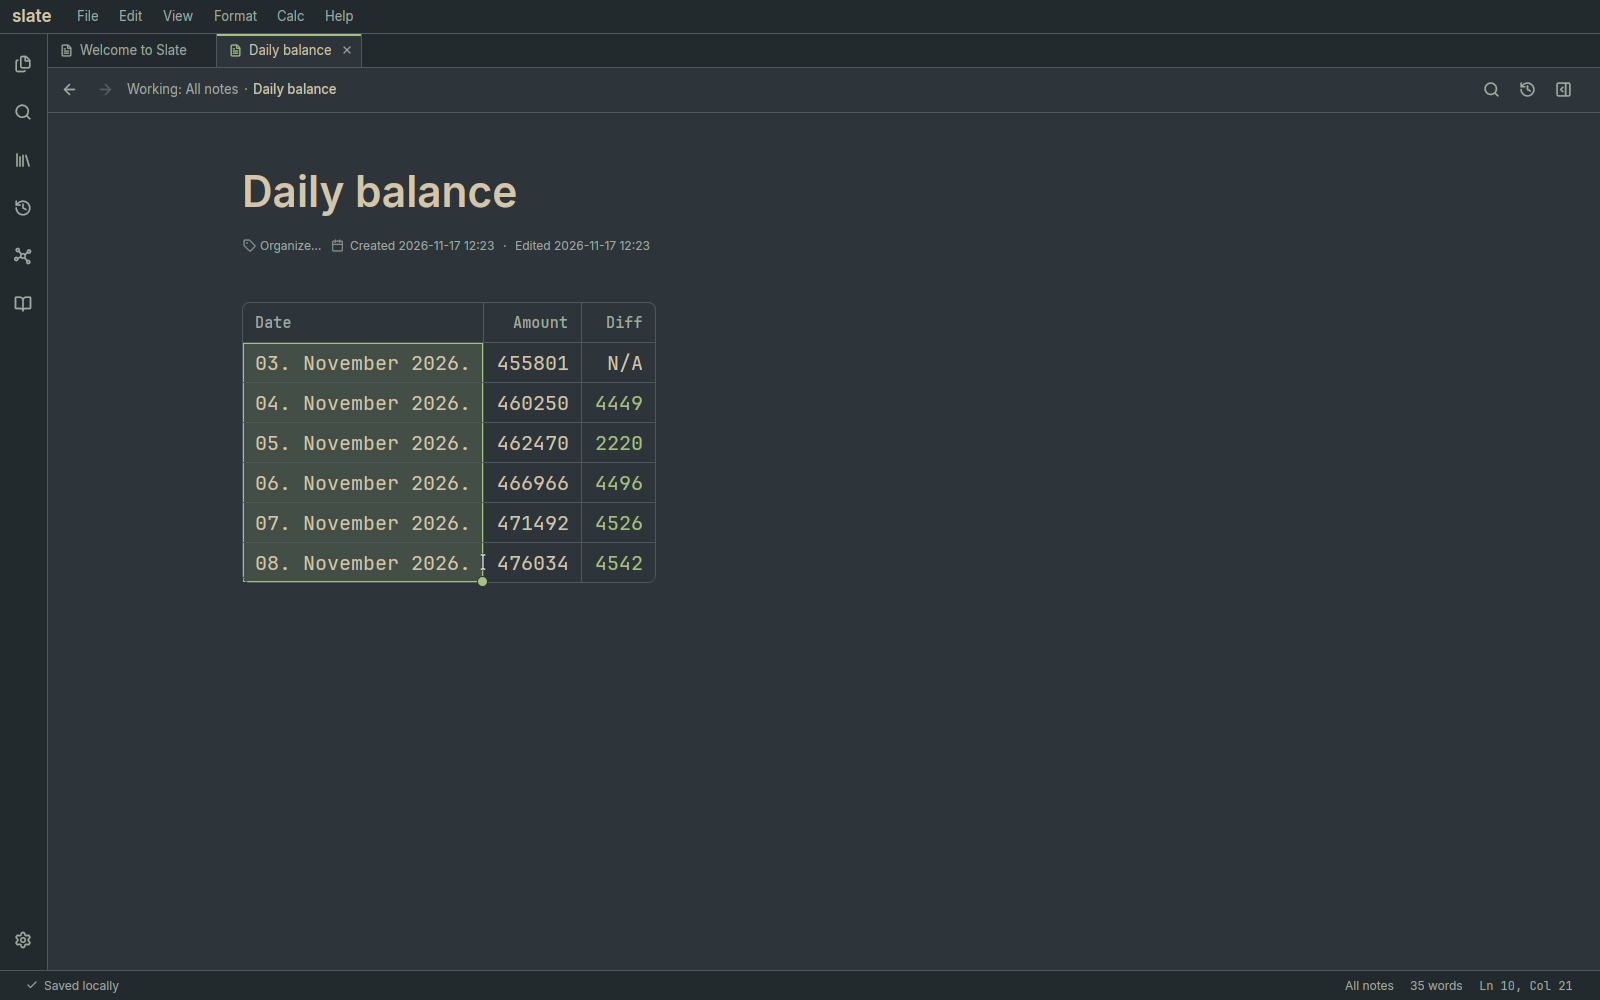 slate File Edit View Format Calc Help
Welcome to Slate Daily balance
Working: All notes · Daily balance
Daily balance
Organize... Created 2026-11-17 12:23 · Edited 2026-11-17 12:23
Date Amount Diff
03. November 2026. 455801 N/A
04. November 2026. 460250 4449
05. November 2026. 462470 2220
06. November 2026. 466966 4496
07. November 2026. 471492 4526
08. November 2026. 476034 4542
Saved locally All notes 35 words Ln 10, Col 21